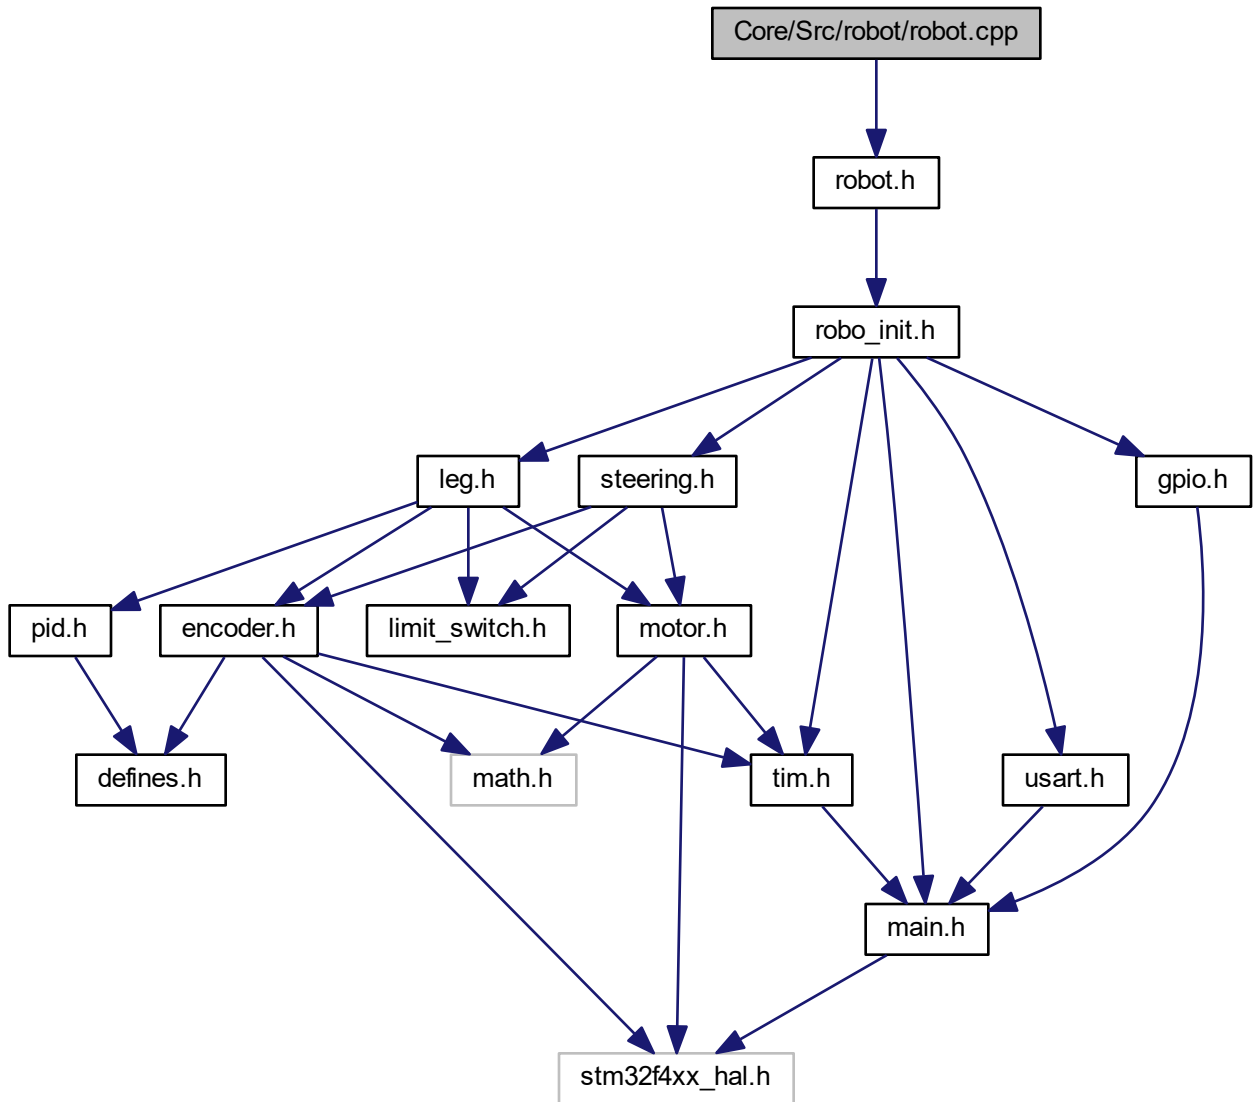 Core/Src/robot/robot.cpp
robot.h
robo_init.h
leg.h
steering.h
gpio.h
pid.h
encoder.h
limit_switch.h
motor.h
defines.h
math.h
tim.h
usart.h
main.h
stm32f4xx_hal.h